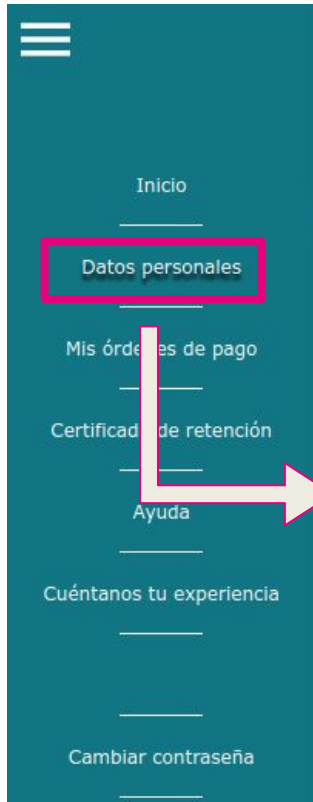 Inicio
Datos personales
Mis órdenes de pago
Certificado de retención
Ayuda
Cuéntanos tu experiencia
Cambiar contraseña